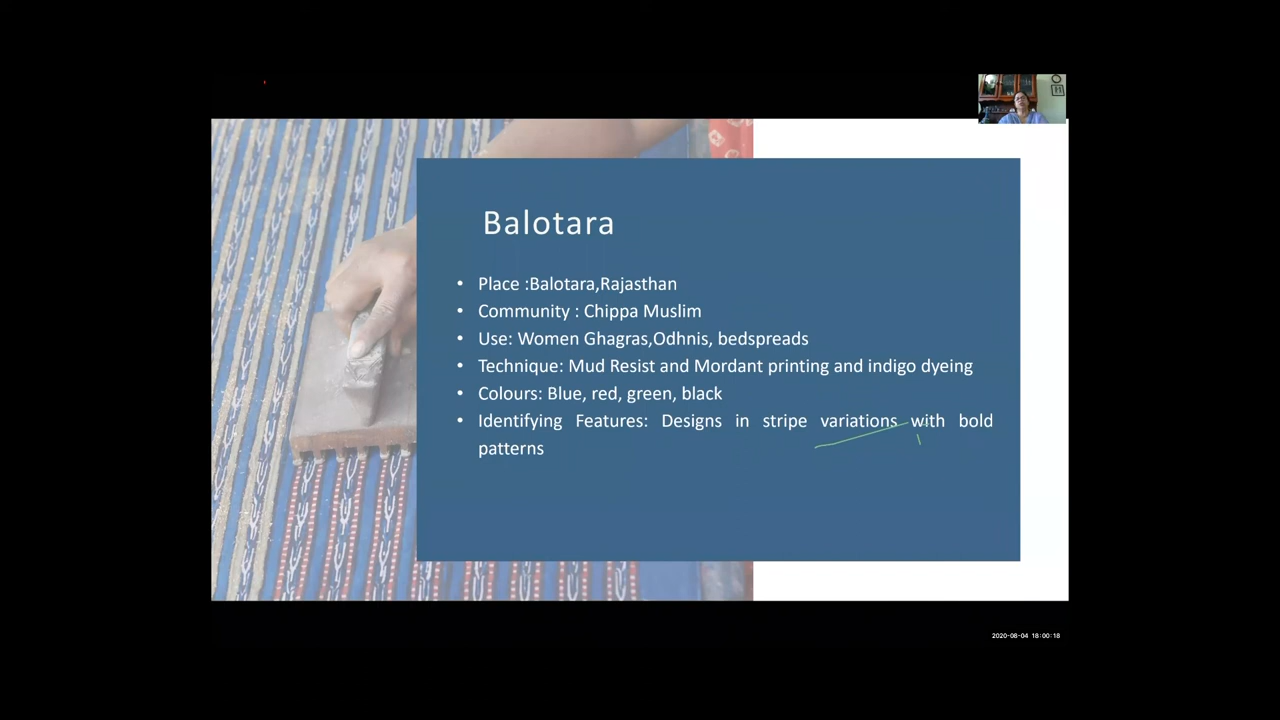 Balotara
• Place :Balotara,Rajasthan
• Community : Chippa Muslim
• Use: Women Ghagras,Odhnis, bedspreads
• Technique: Mud Resist and Mordant printing and indigo dyeing
• Colours: Blue, red, green, black
• Identifying Features: Designs in stripe variations with bold
patterns
2020-08-04 18:00:18